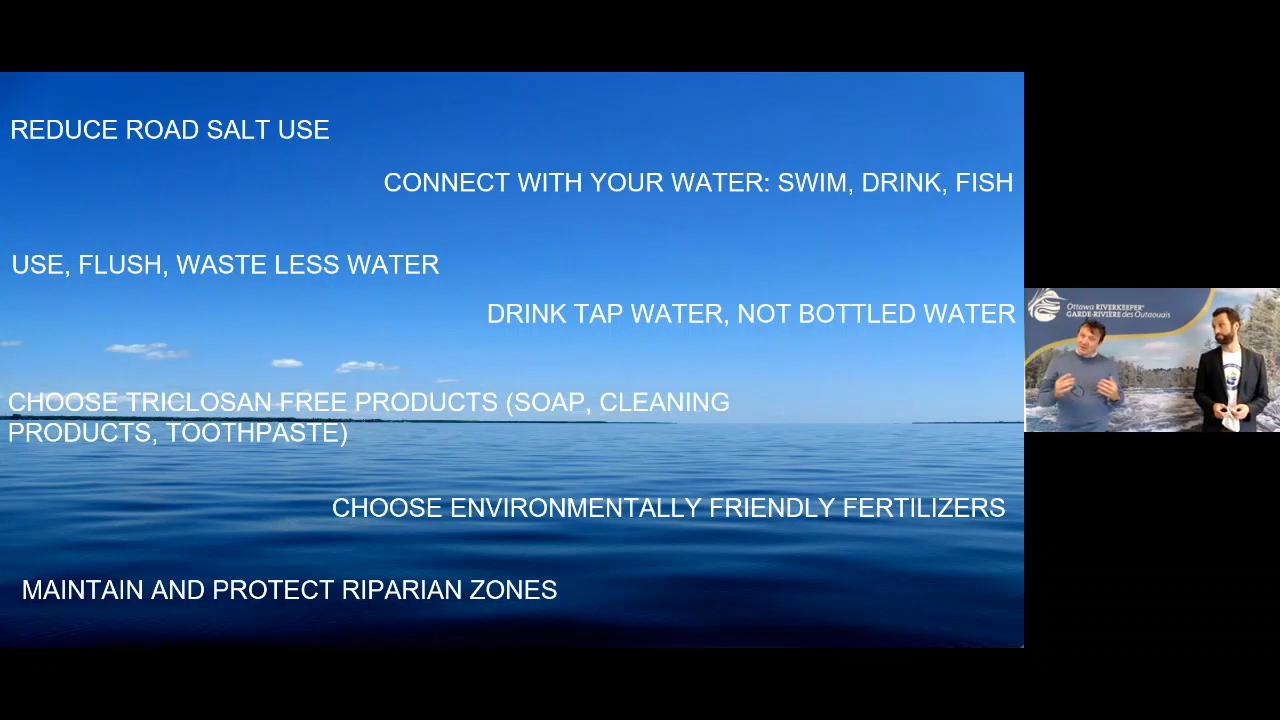 REDUCE ROAD SALT USE
CONNECT WITH YOUR WATER: SWIM, DRINK, FISH
USE, FLUSH, WASTE LESS WATER
DRINK TAP WATER, NOT BOTTLED WATER
CHOOSE TRICLOSAN FREE PRODUCTS (SOAP, CLEANING
PRODUCTS, TOOTHPASTE)
CHOOSE ENVIRONMENTALLY FRIENDLY FERTILIZERS
MAINTAIN AND PROTECT RIPARIAN ZONES
Ottawa RIVERKEEPER®
GARDE-RIVIÈRE des Outaouais